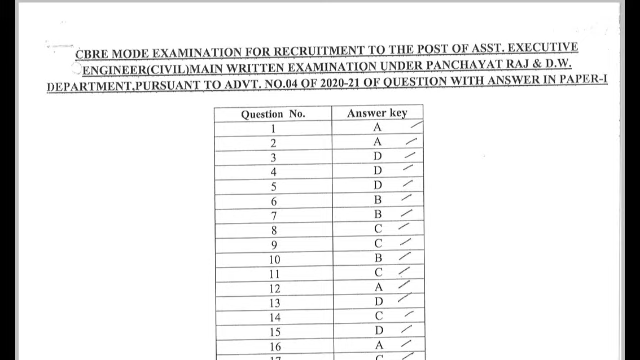 CBRE MODE EXAMINATION FOR RECRUITMENT TO THE POST OF ASST. EXECUTIVE
ENGINEER(CIVIL)MAIN WRITTEN EXAMINATION UNDER PANCHAYAT RAJ & D.W.
DEPARTMENT,PURSUANT TO ADVT. NO.04 OF 2020-21 OF QUESTION WITH ANSWER IN PAPER-I
Question No. Answer key
1 A
2 A
3 D
4 D
5 D
6 B
7 B
8 C
9 C
10 B
11 C
12 A
13 D
14 C
15 D
16 A
17 C